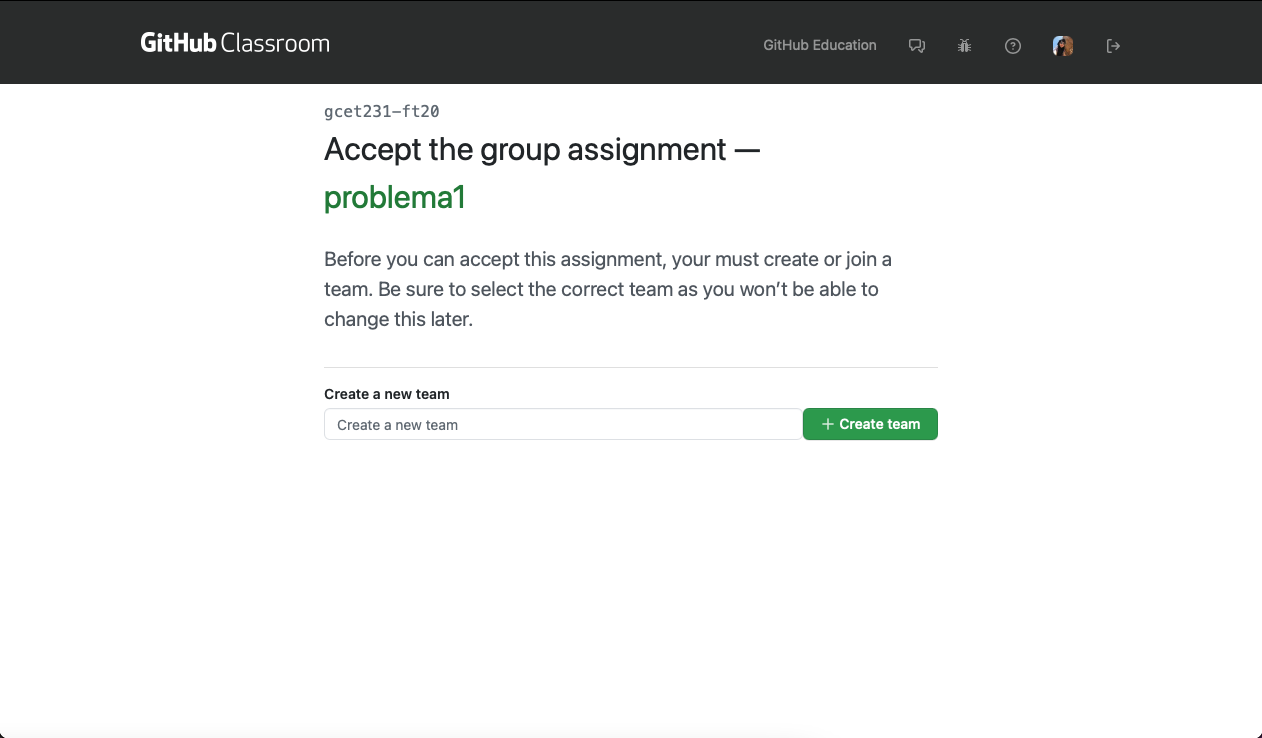 GitHub Classroom
GitHub Education
gcet231-ft20
Accept the group assignment —
problema1
Before you can accept this assignment, your must create or join a
team. Be sure to select the correct team as you won’t be able to
change this later.
Create a new team
Create a new team
Create team